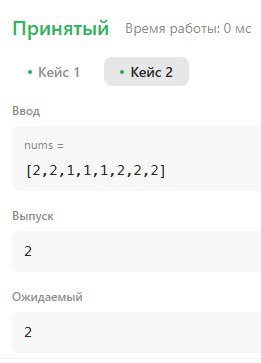 Принятый Время работы: 0 мс
• Кейс 1 • Кейс 2
Ввод
nums =
[2,2,1,1,1,2,2,2]
Выпуск
2
Ожидаемый
2